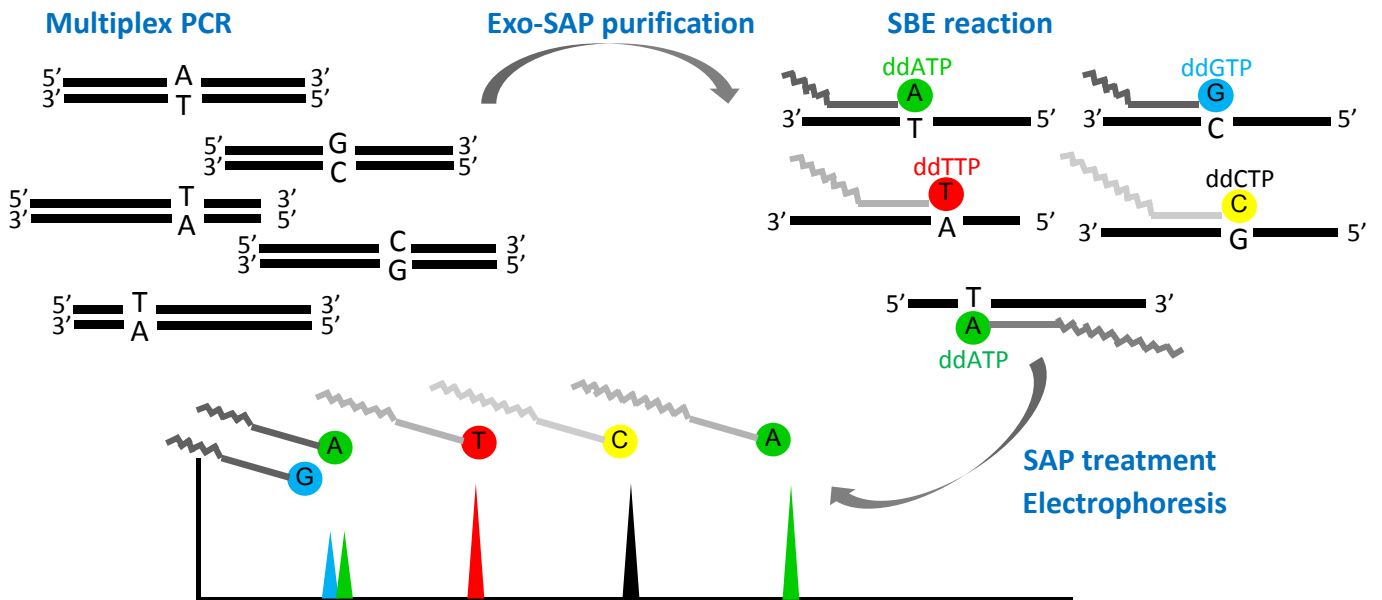 Multiplex PCR
Exo-SAP purification
SBE reaction
5’ A 3’
3’ T 5’
5’ G 3’
3’ C 5’
5’ T 3’
3’ A 5’
5’ C 3’
3’ G 5’
5’ T 3’
3’ A 5’
ddATP
A
3’ T 5’
ddGTP
G
3’ C 5’
ddTTP
T
3’ A 5’
ddCTP
C
3’ G 5’
5’ T 3’
A
ddATP
A
G
T
C
A
SAP treatment
Electrophoresis